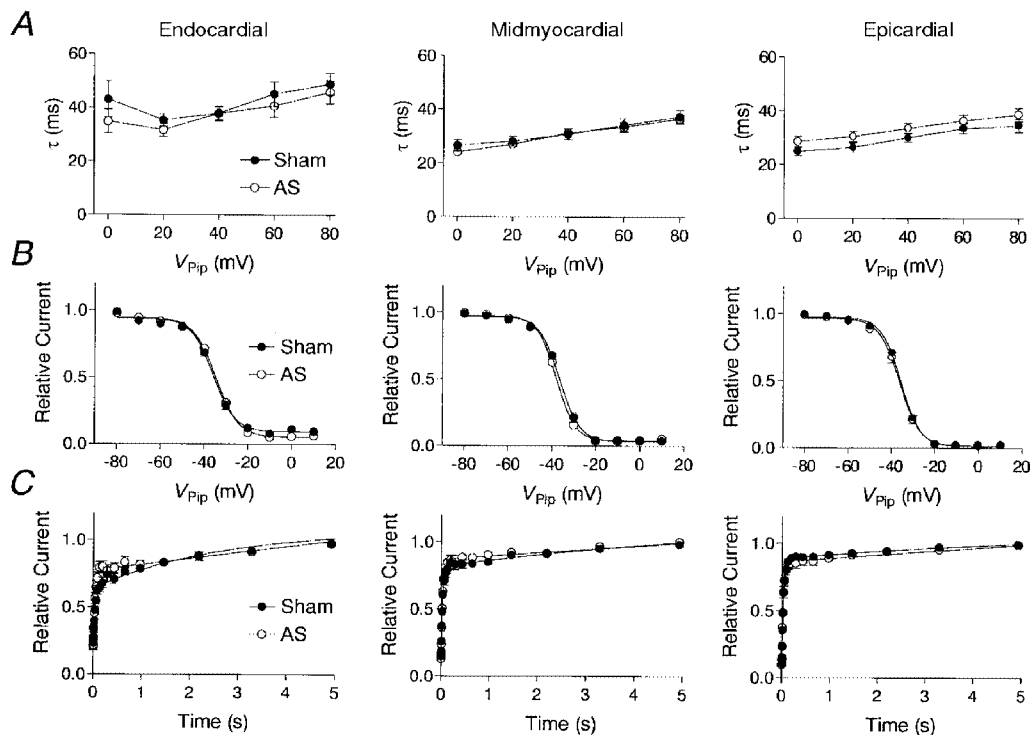 A
Endocardial
Midmyocardial
Epicardial
60
40
20
0
τ (ms)
Sham
AS
0 20 40 60 80
V Pip (mV)
60
40
20
0
τ (ms)
0 20 40 60 80
V Pip (mV)
60
40
20
0
τ (ms)
0 20 40 60 80
V Pip (mV)
B
1.0
0.5
0.0
Relative Current
Sham
AS
-80 -60 -40 -20 0 20
V Pip (mV)
1.0
0.5
0.0
Relative Current
-80 -60 -40 -20 0 20
V Pip (mV)
1.0
0.5
0.0
Relative Current
-80 -60 -40 -20 0 20
V Pip (mV)
C
1.0
0.5
0.0
Relative Current
Sham
AS
0 1 2 3 4 5
Time (s)
1.0
0.5
0.0
Relative Current
0 1 2 3 4 5
Time (s)
1.0
0.5
0.0
Relative Current
0 1 2 3 4 5
Time (s)